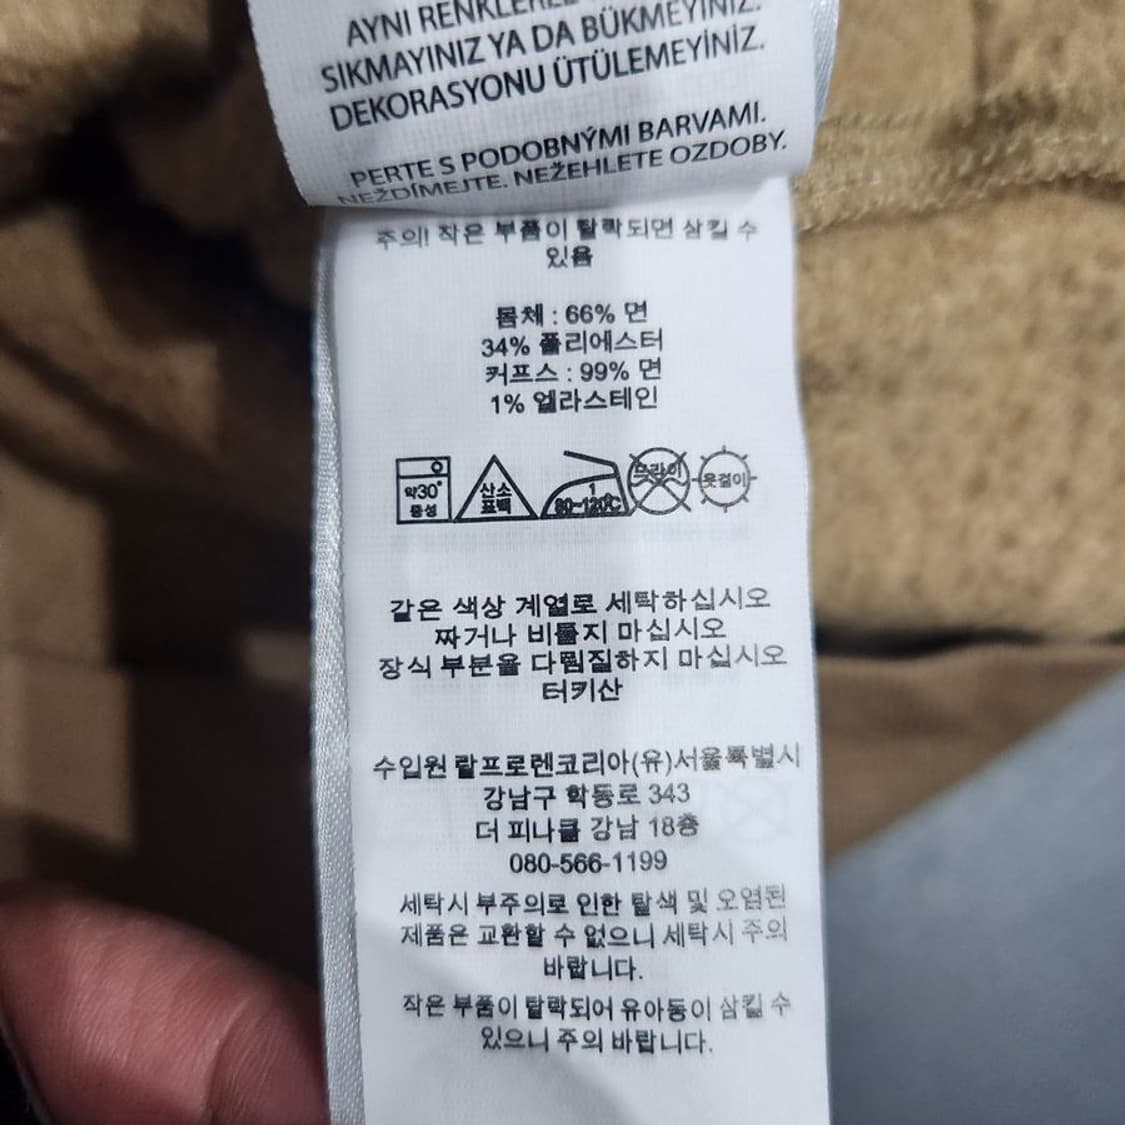 AYNI RENKLERLE
SIKMAYINIZ YA DA BÜKMEYİNİZ.
DEKORASYONU ÜTÜLEMEYİNİZ.
PERTE S PODOBNÝMI BARVAMI.
NEŽDÍMEJTE. NEŽEHLETE OZDOBY.
주의! 작은 부품이 탈락되면 삼킬 수
있음
몸체 : 66% 면
34% 폴리에스터
커프스 : 99% 면
1% 엘라스테인
약30°
중성
산소
표백
1
80~120℃
드라이
옷걸이
같은 색상 계열로 세탁하십시오
짜거나 비틀지 마십시오
장식 부분을 다림질하지 마십시오
터키산
수입원 랄프로렌코리아(유)서울특별시
강남구 학동로 343
더 피나클 강남 18층
080-566-1199
세탁시 부주의로 인한 탈색 및 오염된
제품은 교환할 수 없으니 세탁시 주의
바랍니다.
작은 부품이 탈락되어 유아동이 삼킬 수
있으니 주의 바랍니다.